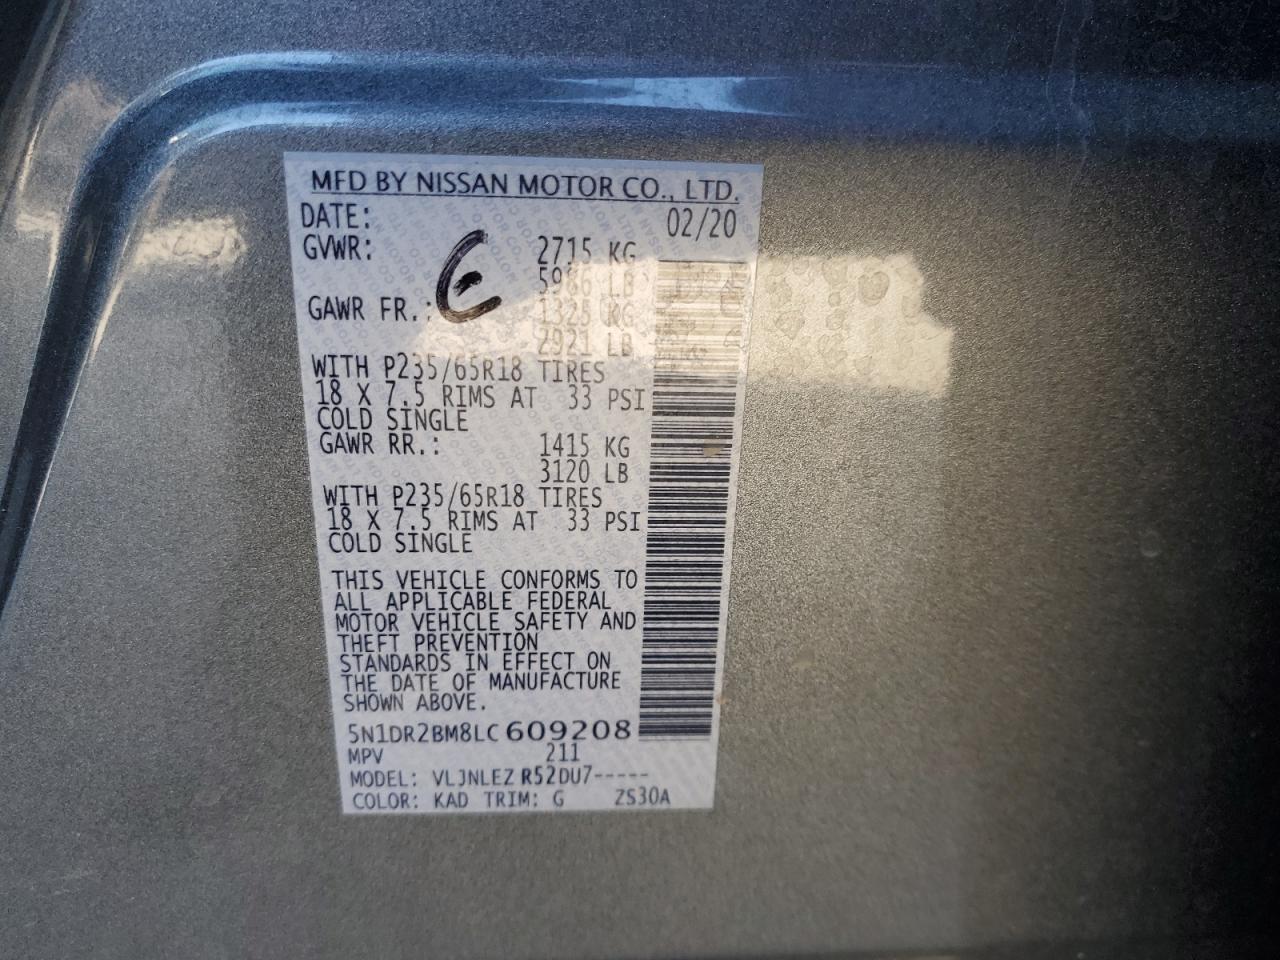 MFD BY NISSAN MOTOR CO., LTD.
DATE: 02/20
GVWR: 2715 KG
5986 LB
GAWR FR.: 1325 KG
2921 LB
WITH P235/65R18 TIRES
18 X 7.5 RIMS AT 33 PSI
COLD SINGLE
GAWR RR.: 1415 KG
3120 LB
WITH P235/65R18 TIRES
18 X 7.5 RIMS AT 33 PSI
COLD SINGLE
THIS VEHICLE CONFORMS TO
ALL APPLICABLE FEDERAL
MOTOR VEHICLE SAFETY AND
THEFT PREVENTION
STANDARDS IN EFFECT ON
THE DATE OF MANUFACTURE
SHOWN ABOVE.
5N1DR2BM8LC609208
MPV 211
MODEL: VLJNLEZ R52DU7-----
COLOR: KAD TRIM: G ZS30A